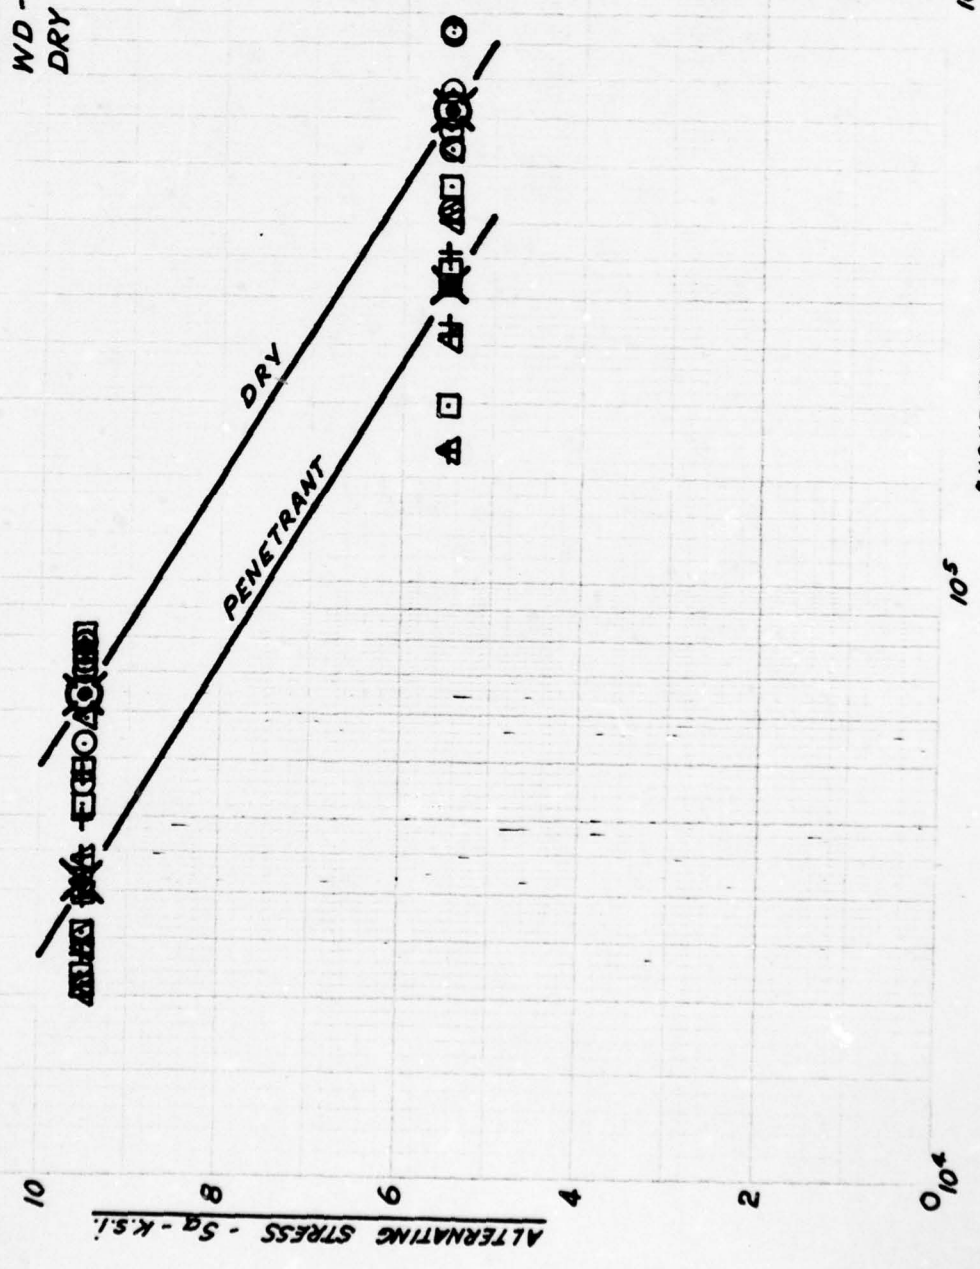 WD -
DRY
DRY
PENETRANT
ALTERNATING STRESS - Sa - K.S.I.
10
8
6
4
2
0
10⁴
10⁵